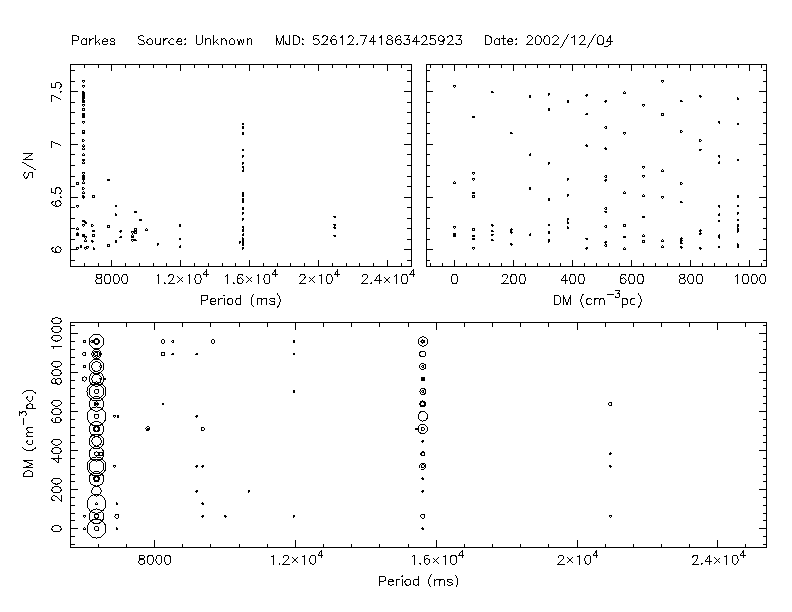 Parkes Source: Unknown MJD: 52612.741863425923 Date: 2002/12/04
S/N
6 6.5 7 7.5
8000 1.2×10⁴ 1.6×10⁴ 2×10⁴ 2.4×10⁴
Period (ms)
0 200 400 600 800 1000
DM (cm⁻³pc)
DM (cm⁻³pc)
0 200 400 600 800 1000
8000 1.2×10⁴ 1.6×10⁴ 2×10⁴ 2.4×10⁴
Period (ms)